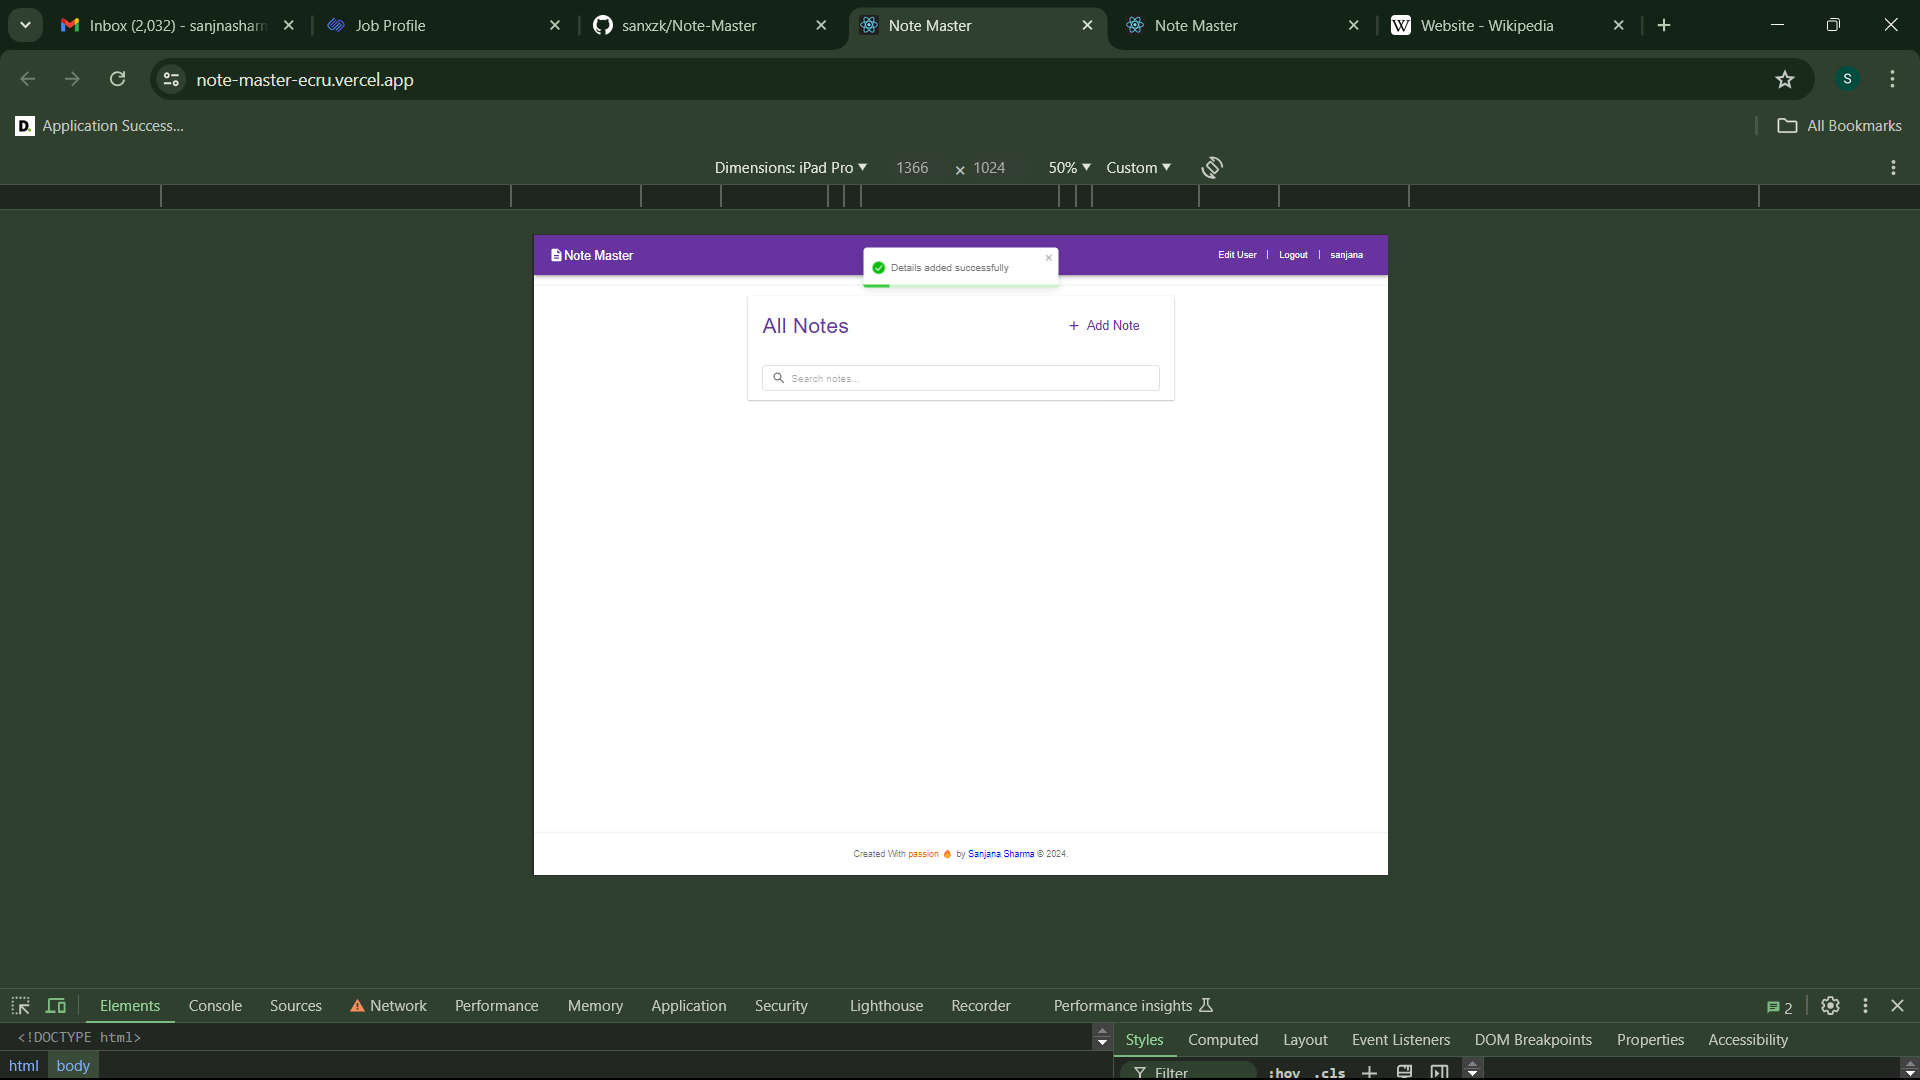 Inbox (2,032) - sanjnasharm
Job Profile
sanxzk/Note-Master
Note Master
Note Master
W Website - Wikipedia
note-master-ecru.vercel.app
S
D. Application Success...
All Bookmarks
Dimensions: iPad Pro 1366 × 1024 50% Custom
Note Master
Details added successfully
Edit User | Logout | sanjana
All Notes
+ Add Note
Search notes...
Created With passion by Sanjana Sharma © 2024.
Elements Console Sources Network Performance Memory Application Security Lighthouse Recorder Performance insights 2
<!DOCTYPE html>
html body
Styles Computed Layout Event Listeners DOM Breakpoints Properties Accessibility
Filter :hov .cls